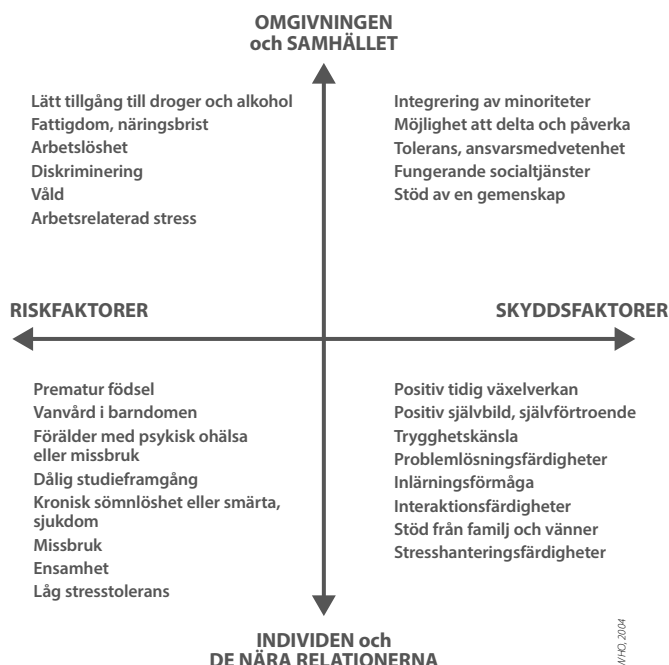 OMGIVNINGEN
och SAMHÄLLET
Lätt tillgång till droger och alkohol
Fattigdom, näringsbrist
Arbetslöshet
Diskriminering
Våld
Arbetsrelaterad stress
Integrering av minoriteter
Möjlighet att delta och påverka
Tolerans, ansvarsmedvetenhet
Fungerande socialtjänster
Stöd av en gemenskap
RISKFAKTORER
SKYDDSFAKTORER
Prematur födsel
Vanvård i barndomen
Förälder med psykisk ohälsa
eller missbruk
Dålig studieframgång
Kronisk sömnlöshet eller smärta,
sjukdom
Missbruk
Ensamhet
Låg stresstolerans
Positiv tidig växelverkan
Positiv självbild, självförtroende
Trygghetskänsla
Problemlösningsfärdigheter
Inlärningsförmåga
Interaktionsfärdigheter
Stöd från familj och vänner
Stresshanteringsfärdigheter
INDIVIDEN och
DE NÄRA RELATIONERNA
WHO, 2004